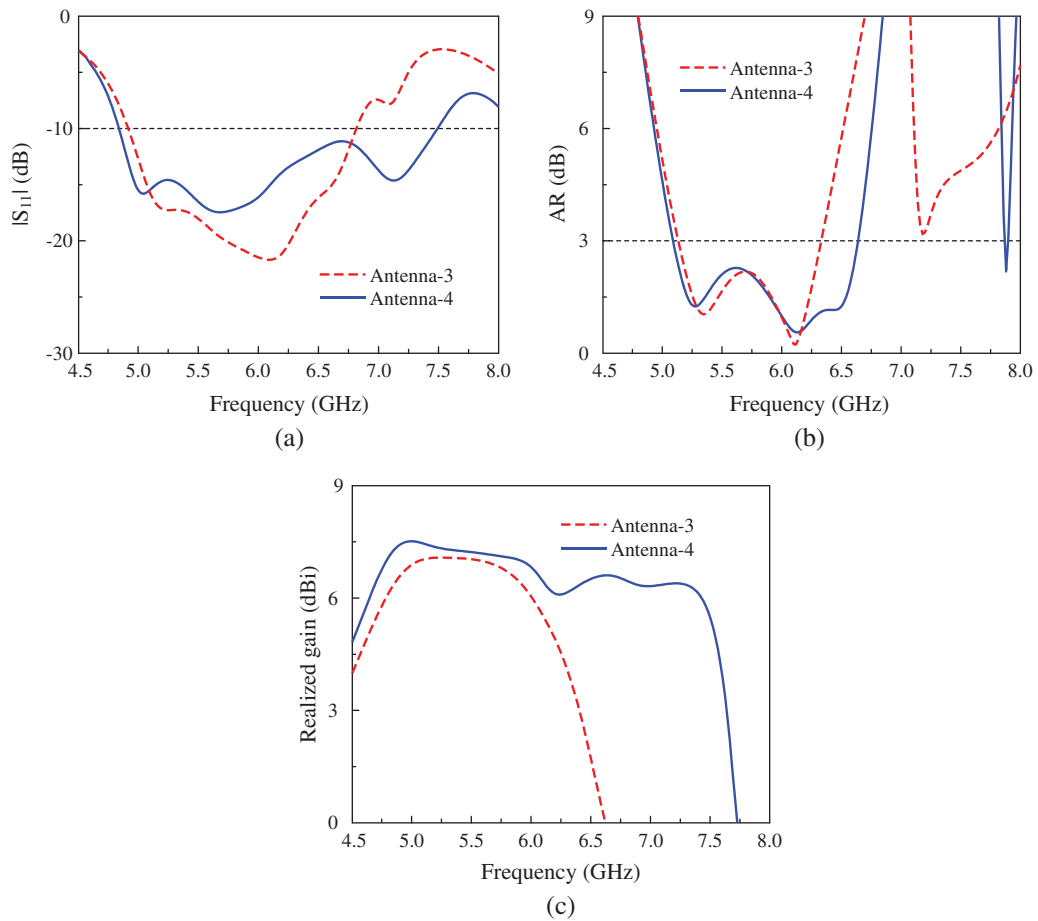 0
-10
-20
-30
|S11| (dB)
Antenna-3
Antenna-4
4.5 5.0 5.5 6.0 6.5 7.0 7.5 8.0
Frequency (GHz)
(a)
9
6
3
0
AR (dB)
Antenna-3
Antenna-4
4.5 5.0 5.5 6.0 6.5 7.0 7.5 8.0
Frequency (GHz)
(b)
9
6
3
0
Realized gain (dBi)
Antenna-3
Antenna-4
4.5 5.0 5.5 6.0 6.5 7.0 7.5 8.0
Frequency (GHz)
(c)